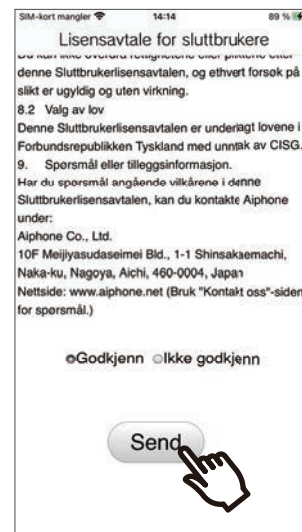 SIM-kort mangler 14:14 89 %
Lisensavtale for sluttbrukere
denne Sluttbrukerlisensavtalen, og ethvert forsøk på
slikt er ugyldig og uten virkning.
8.2 Valg av lov
Denne Sluttbrukerlisensavtalen er underlagt lovene i
Forbundsrepublikken Tyskland med unntak av CISG.
9. Spørsmål eller tilleggsinformasjon.
Har du spørsmål angående vilkårene i denne
Sluttbrukerlisensavtalen, kan du kontakte Aiphone
under:
Aiphone Co., Ltd.
10F Meijiyasudaseimei Bld., 1-1 Shinsakaemachi,
Naka-ku, Nagoya, Aichi, 460-0004, Japan
Nettside: www.aiphone.net (Bruk "Kontakt oss"-siden
for spørsmål.)
Godkjenn Ikke godkjenn
Send